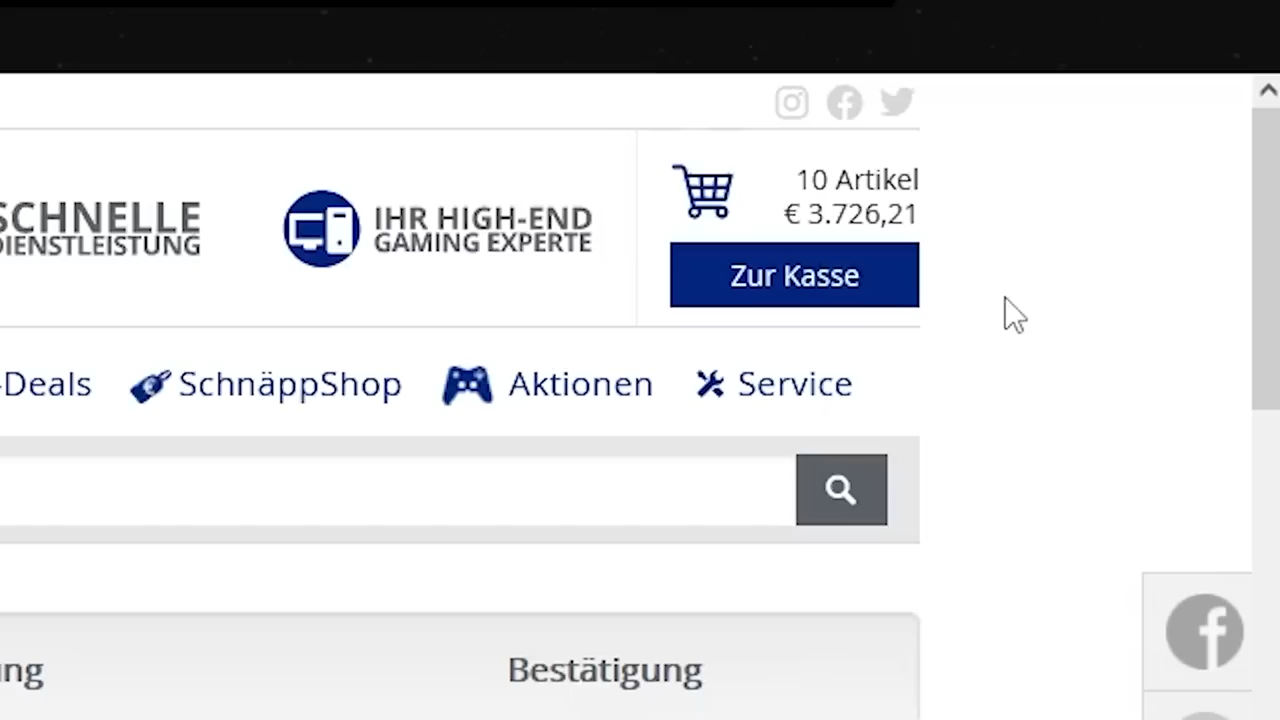 SCHNELLE
DIENSTLEISTUNG
IHR HIGH-END
GAMING EXPERTE
10 Artikel
€ 3.726,21
Zur Kasse
-Deals
SchnäppShop
Aktionen
Service
ung
Bestätigung